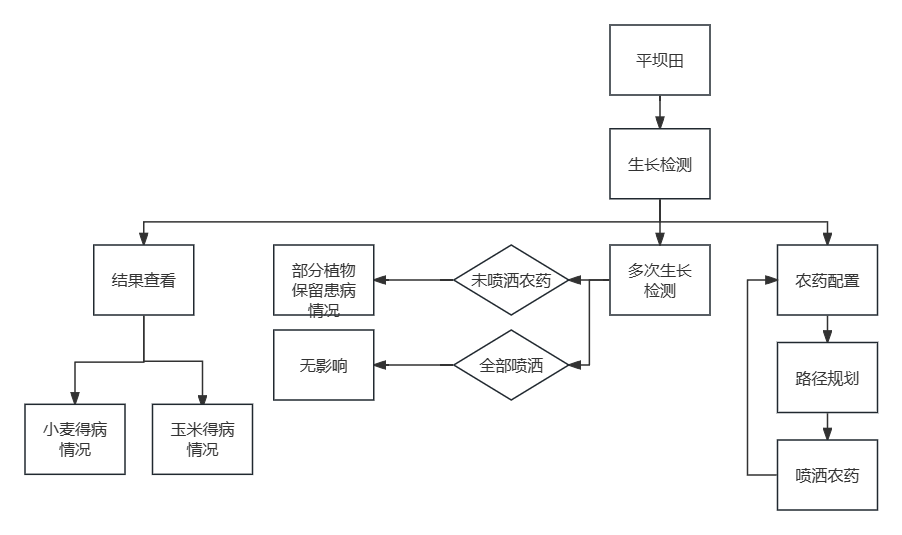 平坝田
生长检测
结果查看
部分植物
保留患病
情况
未喷洒农药
多次生长
检测
农药配置
无影响
全部喷洒
路径规划
小麦得病
情况
玉米得病
情况
喷洒农药